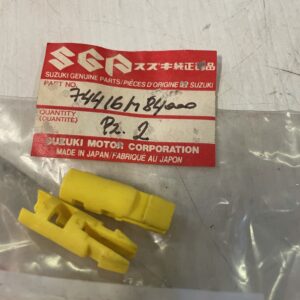 SGP スズキ純正部品
SUZUKI GENUINE PARTS/PIÈCES D'ORIGINE DE SUZUKI
PART NO.
74416M84000
QUANTITY
(QUANTITÉ)
Pz. 2
SUZUKI MOTOR CORPORATION
MADE IN JAPAN/FABRIQUÉ AU JAPON